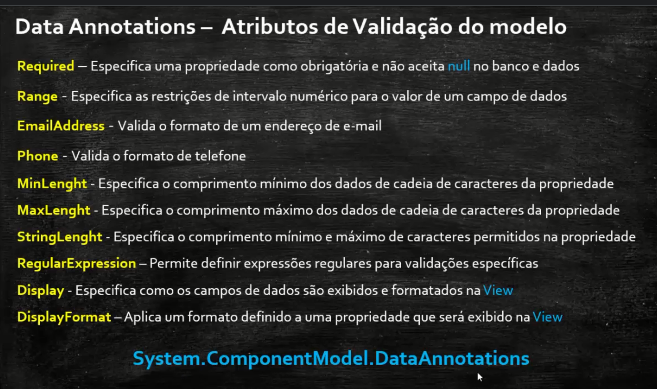 Data Annotations – Atributos de Validação do modelo
Required – Especifica uma propriedade como obrigatória e não aceita null no banco e dados
Range - Especifica as restrições de intervalo numérico para o valor de um campo de dados
EmailAddress - Valida o formato de um endereço de e-mail
Phone - Valida o formato de telefone
MinLenght - Especifica o comprimento mínimo dos dados de cadeia de caracteres da propriedade
MaxLenght - Especifica o comprimento máximo dos dados de cadeia de caracteres da propriedade
StringLenght - Especifica o comprimento mínimo e máximo de caracteres permitidos na propriedade
RegularExpression – Permite definir expressões regulares para validações específicas
Display - Especifica como os campos de dados são exibidos e formatados na View
DisplayFormat – Aplica um formato definido a uma propriedade que será exibido na View
System.ComponentModel.DataAnnotations